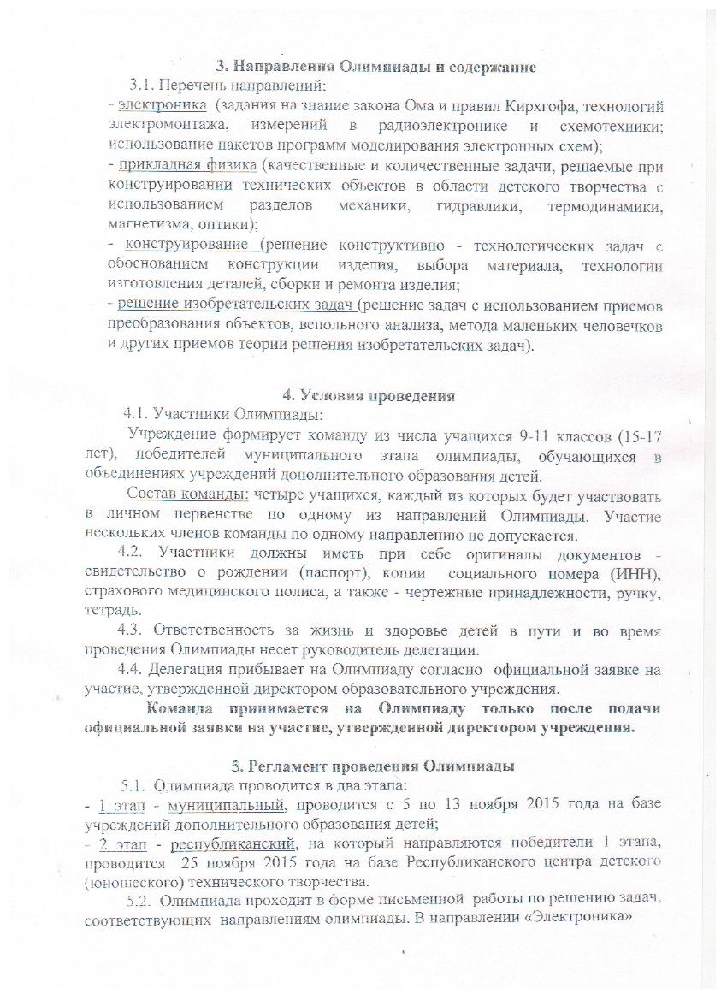 3. Направления Олимпиады и содержание
3.1. Перечень направлений:
- электроника (задания на знание закона Ома и правил Кирхгофа, технологий
электромонтажа, измерений в радиоэлектронике и схемотехники;
использование пакетов программ моделирования электронных схем);
- прикладная физика (качественные и количественные задачи, решаемые при
конструировании технических объектов в области детского творчества с
использованием разделов механики, гидравлики, термодинамики,
магнетизма, оптики);
- конструирование (решение конструктивно - технологических задач с
обоснованием конструкции изделия, выбора материала, технологии
изготовления деталей, сборки и ремонта изделия;
- решение изобретательских задач (решение задач с использованием приемов
преобразования объектов, вепольного анализа, метода маленьких человечков
и других приемов теории решения изобретательских задач).
4. Условия проведения
4.1. Участники Олимпиады:
Учреждение формирует команду из числа учащихся 9-11 классов (15-17
лет), победителей муниципального этапа олимпиады, обучающихся в
объединениях учреждений дополнительного образования детей.
Состав команды: четыре учащихся, каждый из которых будет участвовать
в личном первенстве по одному из направлений Олимпиады. Участие
нескольких членов команды по одному направлению не допускается.
4.2. Участники должны иметь при себе оригиналы документов -
свидетельство о рождении (паспорт), копии социального номера (ИНН),
страхового медицинского полиса, а также - чертежные принадлежности, ручку,
тетрадь.
4.3. Ответственность за жизнь и здоровье детей в пути и во время
проведения Олимпиады несет руководитель делегации.
4.4. Делегация прибывает на Олимпиаду согласно официальной заявке на
участие, утвержденной директором образовательного учреждения.
Команда принимается на Олимпиаду только после подачи
официальной заявки на участие, утвержденной директором учреждения.
5. Регламент проведения Олимпиады
5.1. Олимпиада проводится в два этапа:
- 1 этап - муниципальный, проводится с 5 по 13 ноября 2015 года на базе
учреждений дополнительного образования детей;
- 2 этап - республиканский, на который направляются победители 1 этапа,
проводится 25 ноября 2015 года на базе Республиканского центра детского
(юношеского) технического творчества.
5.2. Олимпиада проходит в форме письменной работы по решению задач,
соответствующих направлениям олимпиады. В направлении «Электроника»